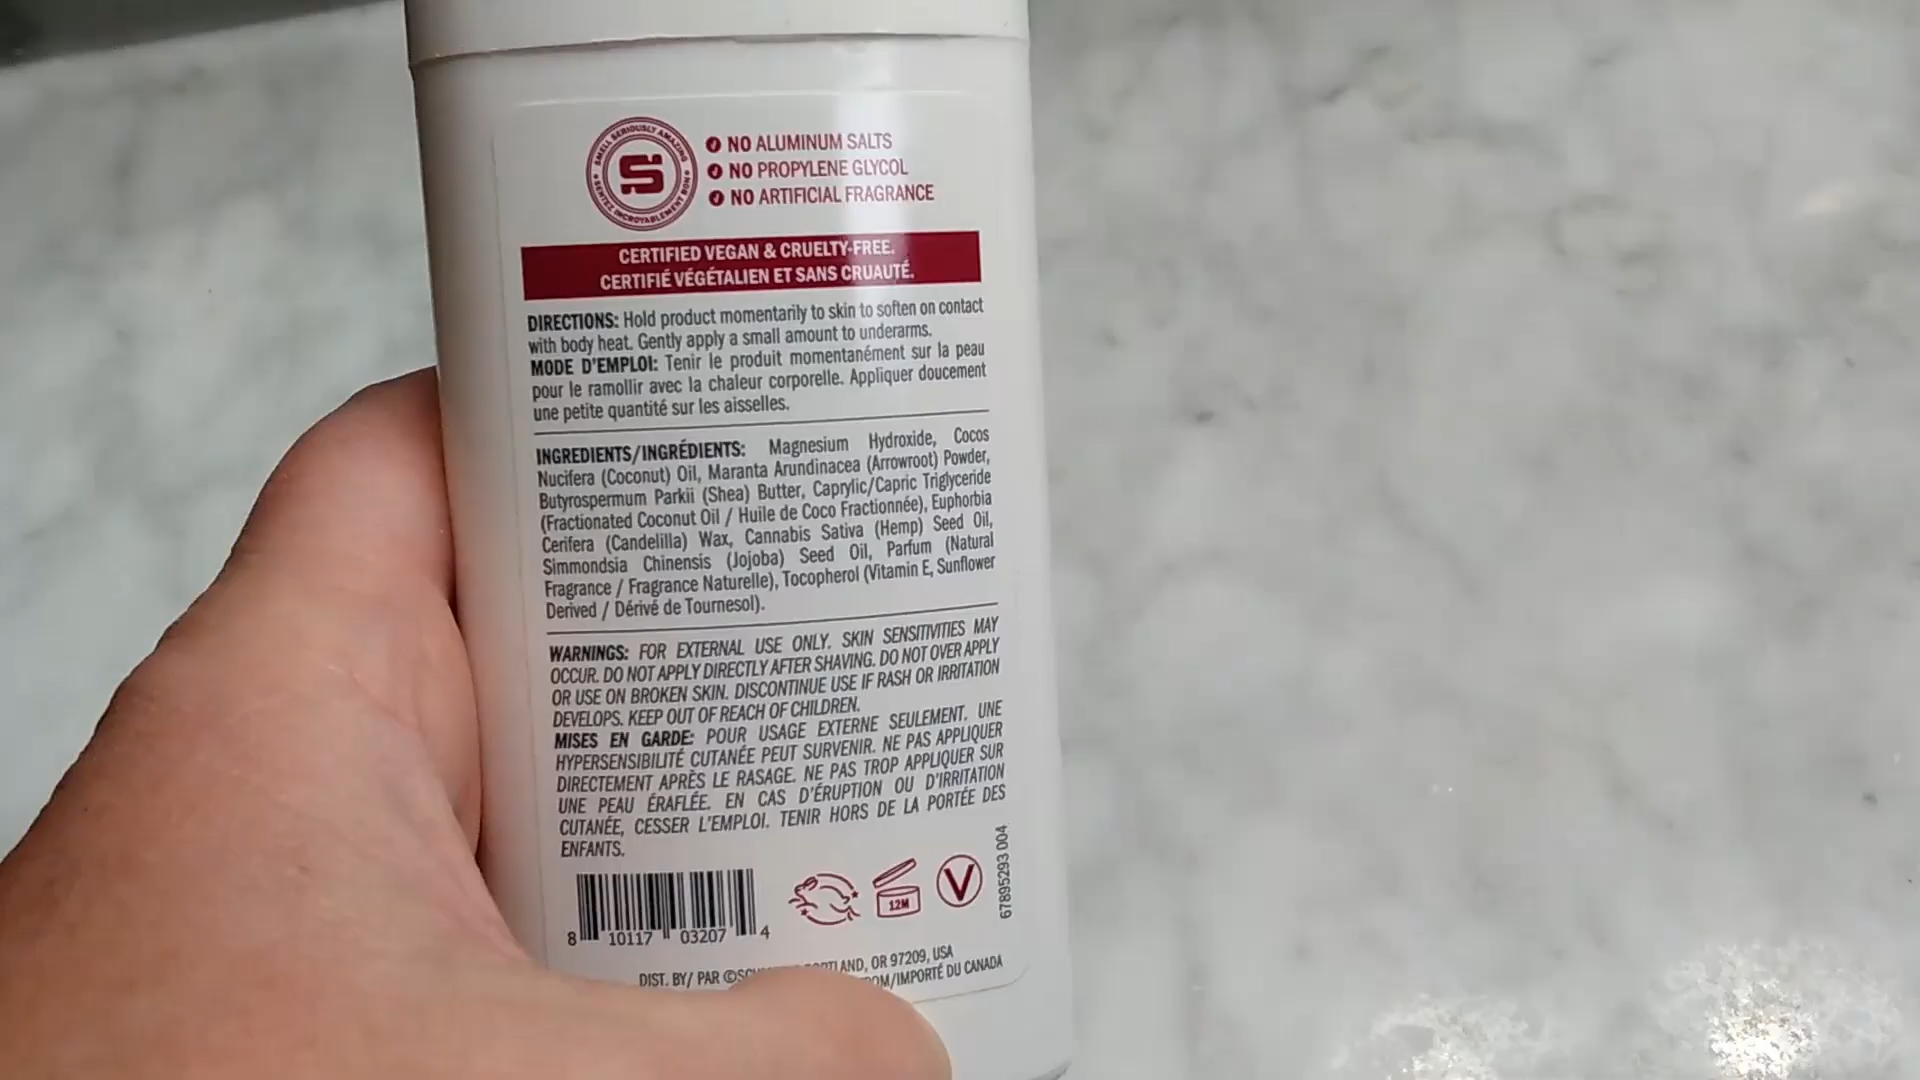 SMELL SERIOUSLY AMAZING
SENTEZ INCROYABLEMENT BON
S
NO ALUMINUM SALTS
NO PROPYLENE GLYCOL
NO ARTIFICIAL FRAGRANCE
CERTIFIED VEGAN & CRUELTY-FREE.
CERTIFIÉ VÉGÉTALIEN ET SANS CRUAUTÉ.
DIRECTIONS: Hold product momentarily to skin to soften on contact
with body heat. Gently apply a small amount to underarms.
MODE D'EMPLOI: Tenir le produit momentanément sur la peau
pour le ramollir avec la chaleur corporelle. Appliquer doucement
une petite quantité sur les aisselles.
INGREDIENTS/INGRÉDIENTS: Magnesium Hydroxide, Cocos
Nucifera (Coconut) Oil, Maranta Arundinacea (Arrowroot) Powder,
Butyrospermum Parkii (Shea) Butter, Caprylic/Capric Triglyceride
(Fractionated Coconut Oil / Huile de Coco Fractionnée), Euphorbia
Cerifera (Candelilla) Wax, Cannabis Sativa (Hemp) Seed Oil,
Simmondsia Chinensis (Jojoba) Seed Oil, Parfum (Natural
Fragrance / Fragrance Naturelle), Tocopherol (Vitamin E, Sunflower
Derived / Dérivé de Tournesol).
WARNINGS: FOR EXTERNAL USE ONLY. SKIN SENSITIVITIES MAY
OCCUR. DO NOT APPLY DIRECTLY AFTER SHAVING. DO NOT OVER APPLY
OR USE ON BROKEN SKIN. DISCONTINUE USE IF RASH OR IRRITATION
DEVELOPS. KEEP OUT OF REACH OF CHILDREN.
MISES EN GARDE: POUR USAGE EXTERNE SEULEMENT. UNE
HYPERSENSIBILITÉ CUTANÉE PEUT SURVENIR. NE PAS APPLIQUER
DIRECTEMENT APRÈS LE RASAGE. NE PAS TROP APPLIQUER SUR
UNE PEAU ÉRAFLÉE. EN CAS D'ÉRUPTION OU D'IRRITATION
CUTANÉE, CESSER L'EMPLOI. TENIR HORS DE LA PORTÉE DES
ENFANTS.
8 10117 03207 4
12M
V
67895293 004
DIST. BY/ PAR © OR 97209, USA
/IMPORTÉ DU CANADA